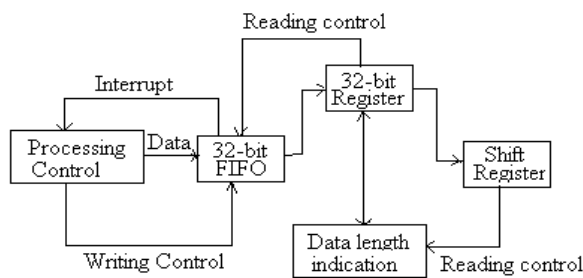 Reading control
32-bit
Register
Interrupt
Processing
Control
Data
32-bit
FIFO
Shift
Register
Writing Control
Data length
indication
Reading control